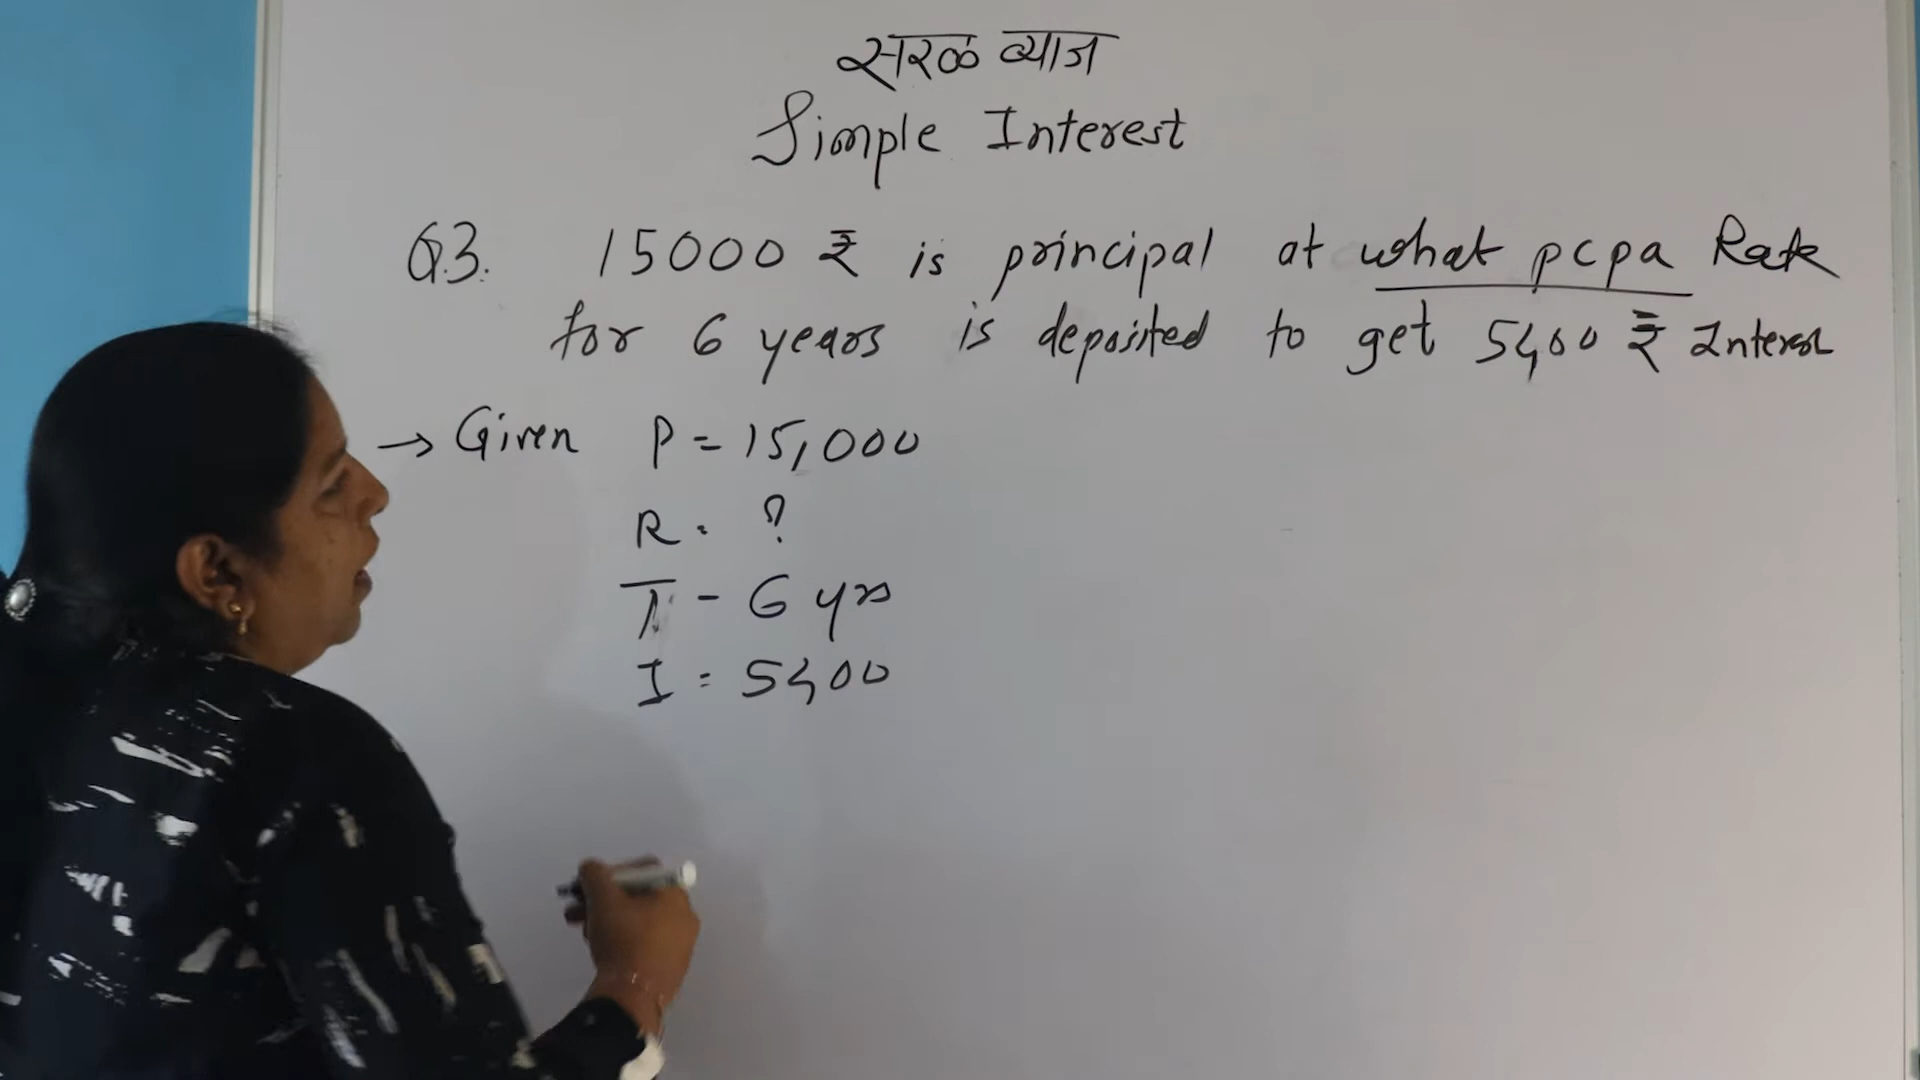 सरळ व्याज
Simple Interest
Q3. 15000 ₹ is principal at what pcpa Rate
for 6 years is deposited to get 5400 ₹ Interest
→ Given P = 15,000
R = ?
T - 6 yrs
I = 5400